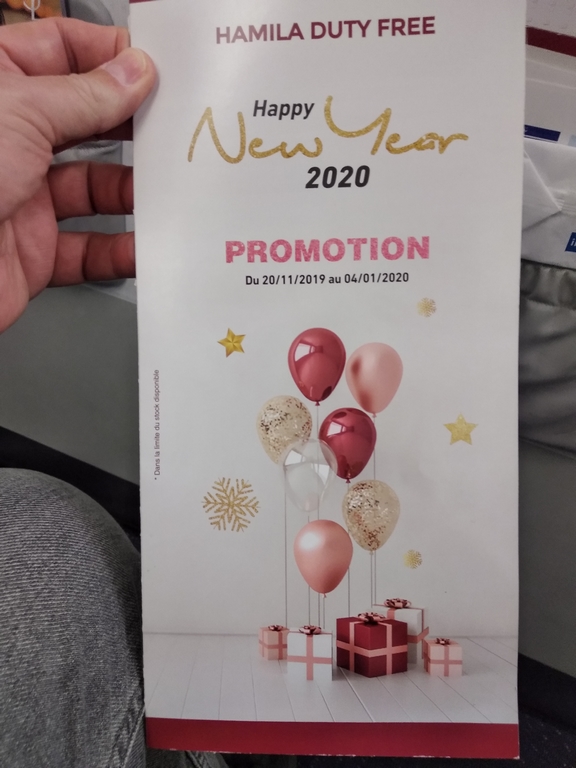 HAMILA DUTY FREE
Happy
New Year
2020
PROMOTION
Du 20/11/2019 au 04/01/2020
* Dans la limite du stock disponible